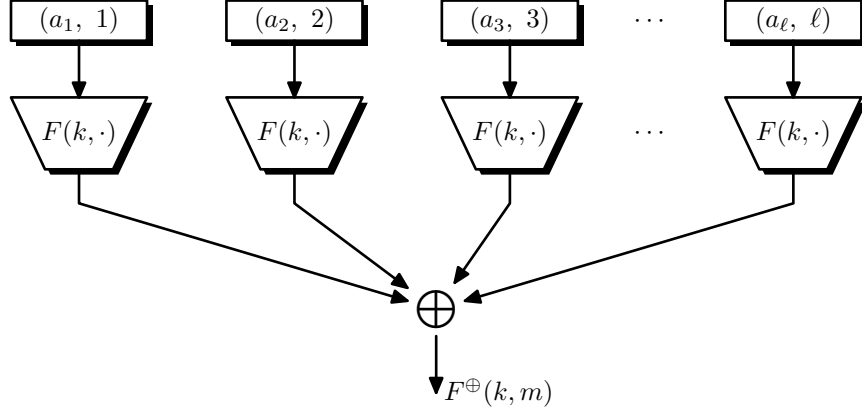 (a₁, 1) (a₂, 2) (a₃, 3) ⋯ (aₗ, ℓ)
F(k, ·) F(k, ·) F(k, ·) ⋯ F(k, ·)
F^⊕(k, m)